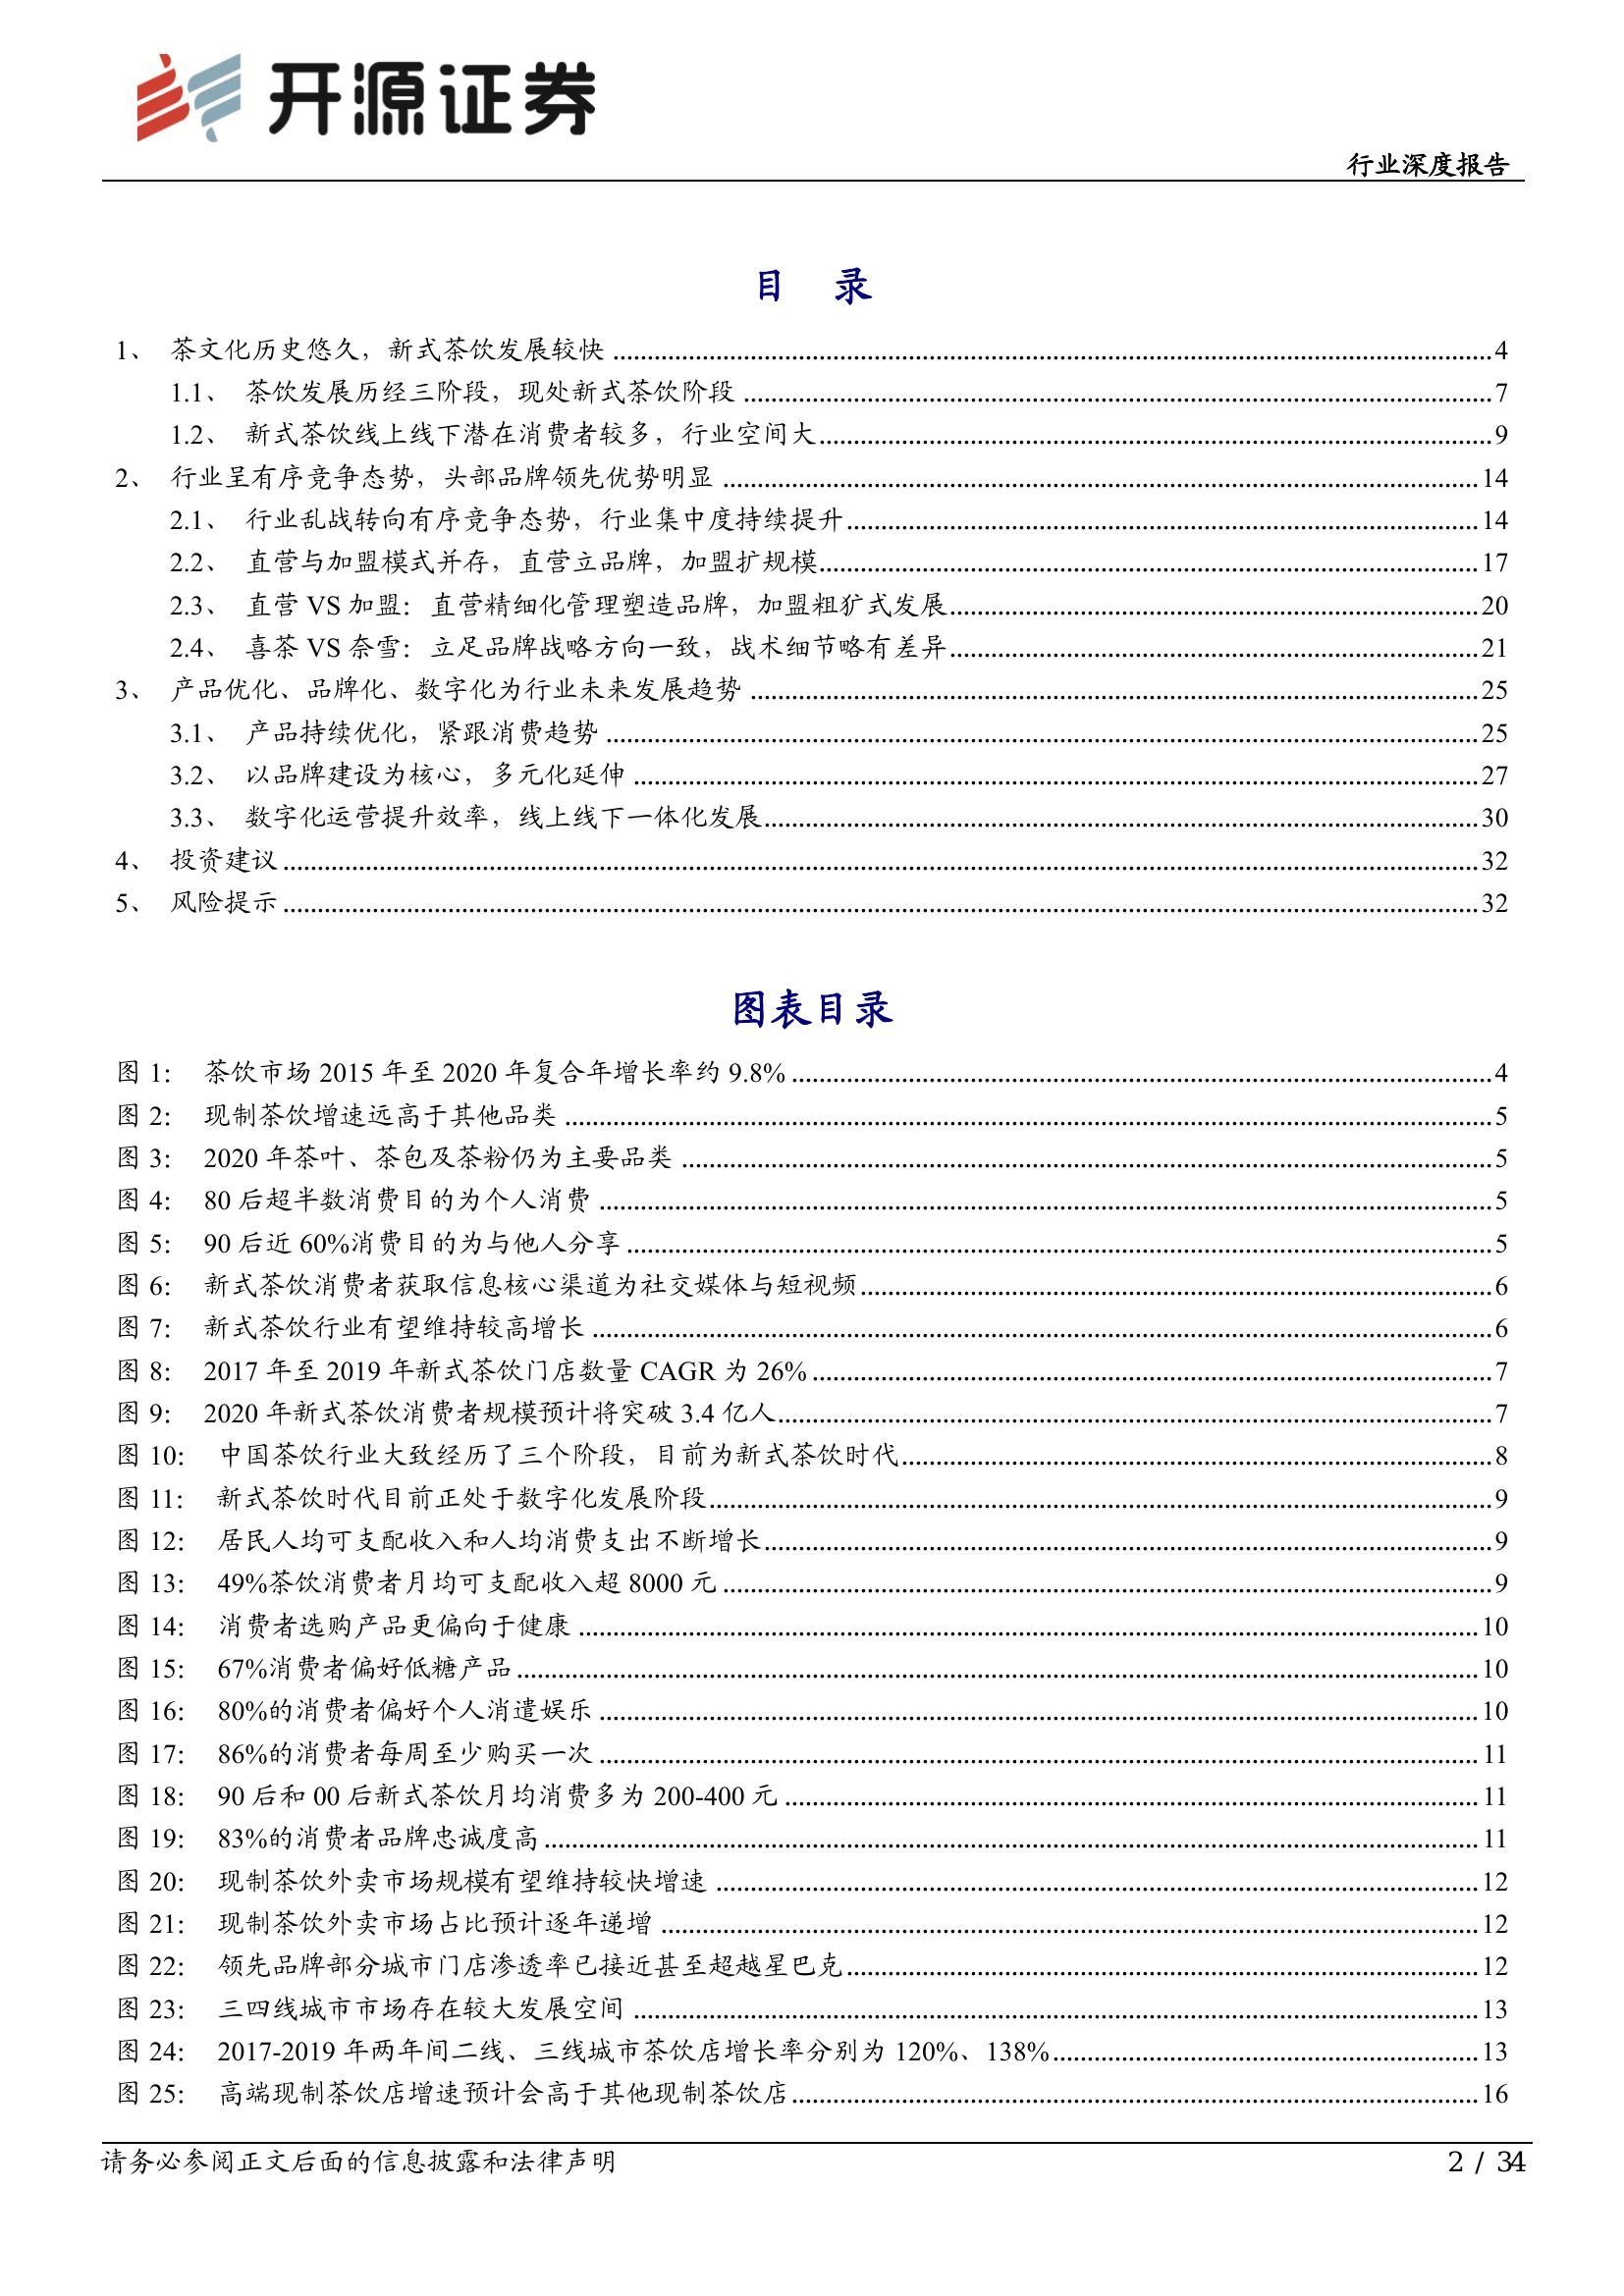 开源证券
行业深度报告
目 录
1、 茶文化历史悠久，新式茶饮发展较快 4
1.1、 茶饮发展历经三阶段，现处新式茶饮阶段 7
1.2、 新式茶饮线上线下潜在消费者较多，行业空间大 9
2、 行业呈有序竞争态势，头部品牌领先优势明显 14
2.1、 行业乱战转向有序竞争态势，行业集中度持续提升 14
2.2、 直营与加盟模式并存，直营立品牌，加盟扩规模 17
2.3、 直营 VS 加盟：直营精细化管理塑造品牌，加盟粗犷式发展 20
2.4、 喜茶 VS 奈雪：立足品牌战略方向一致，战术细节略有差异 21
3、 产品优化、品牌化、数字化为行业未来发展趋势 25
3.1、 产品持续优化，紧跟消费趋势 25
3.2、 以品牌建设为核心，多元化延伸 27
3.3、 数字化运营提升效率，线上线下一体化发展 30
4、 投资建议 32
5、 风险提示 32
图表目录
图 1： 茶饮市场 2015 年至 2020 年复合年增长率约 9.8% 4
图 2： 现制茶饮增速远高于其他品类 5
图 3： 2020 年茶叶、茶包及茶粉仍为主要品类 5
图 4： 80 后超半数消费目的为个人消费 5
图 5： 90 后近 60%消费目的为与他人分享 5
图 6： 新式茶饮消费者获取信息核心渠道为社交媒体与短视频 6
图 7： 新式茶饮行业有望维持较高增长 6
图 8： 2017 年至 2019 年新式茶饮门店数量 CAGR 为 26% 7
图 9： 2020 年新式茶饮消费者规模预计将突破 3.4 亿人 7
图 10： 中国茶饮行业大致经历了三个阶段，目前为新式茶饮时代 8
图 11： 新式茶饮时代目前正处于数字化发展阶段 9
图 12： 居民人均可支配收入和人均消费支出不断增长 9
图 13： 49%茶饮消费者月均可支配收入超 8000 元 9
图 14： 消费者选购产品更偏向于健康 10
图 15： 67%消费者偏好低糖产品 10
图 16： 80%的消费者偏好个人消遣娱乐 10
图 17： 86%的消费者每周至少购买一次 11
图 18： 90 后和 00 后新式茶饮月均消费多为 200-400 元 11
图 19： 83%的消费者品牌忠诚度高 11
图 20： 现制茶饮外卖市场规模有望维持较快增速 12
图 21： 现制茶饮外卖市场占比预计逐年递增 12
图 22： 领先品牌部分城市门店渗透率已接近甚至超越星巴克 12
图 23： 三四线城市市场存在较大发展空间 13
图 24： 2017-2019 年两年间二线、三线城市茶饮店增长率分别为 120%、138% 13
图 25： 高端现制茶饮店增速预计会高于其他现制茶饮店 16
请务必参阅正文后面的信息披露和法律声明 2 / 34